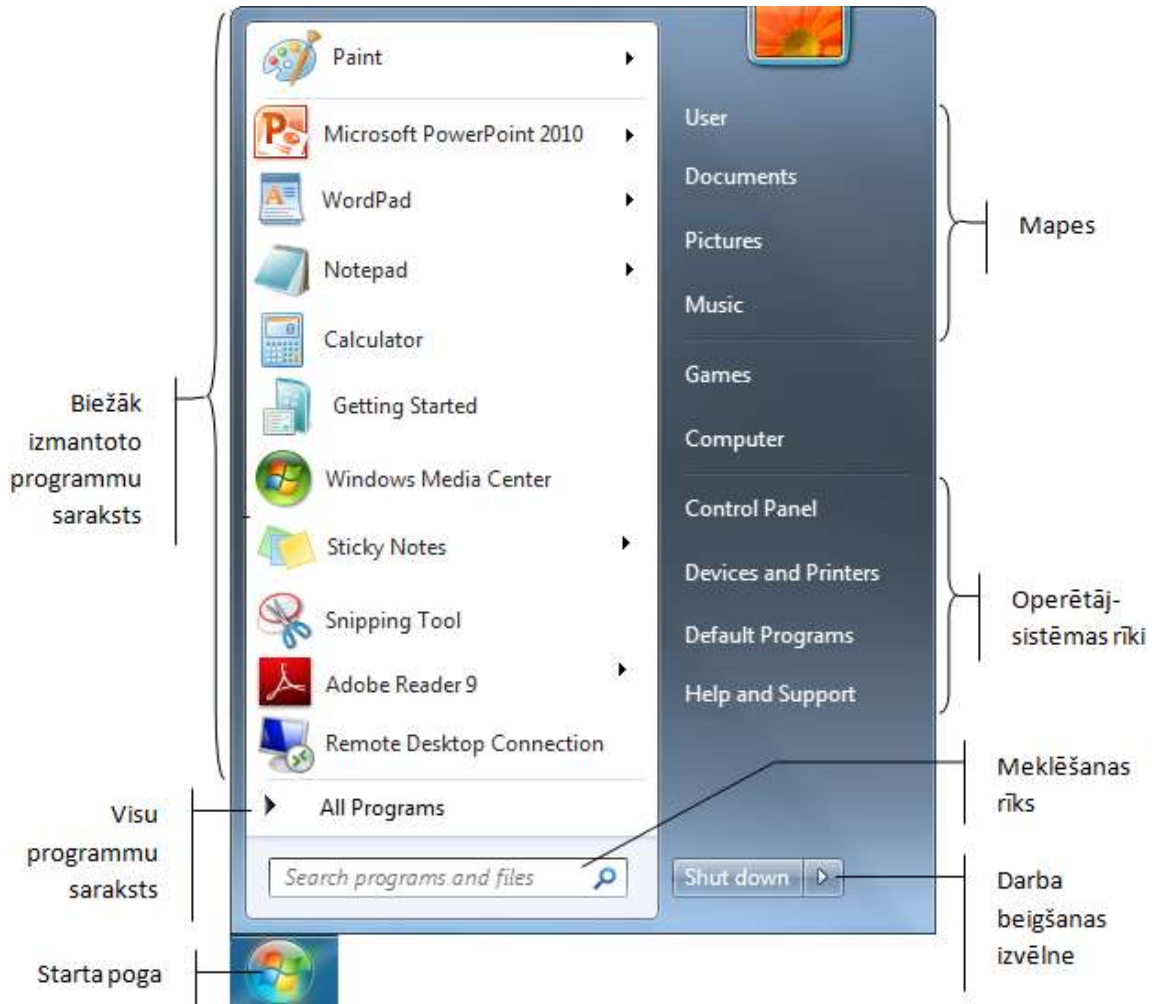 Paint
Microsoft PowerPoint 2010
WordPad
Notepad
Calculator
Getting Started
Windows Media Center
Sticky Notes
Snipping Tool
Adobe Reader 9
Remote Desktop Connection
All Programs
Search programs and files
User
Documents
Pictures
Music
Games
Computer
Control Panel
Devices and Printers
Default Programs
Help and Support
Shut down
Biežāk
izmantoto
programmu
saraksts
Visu
programmu
saraksts
Starta poga
Mapes
Operētāj-
sistēmas rīki
Meklēšanas
rīks
Darba
beigšanas
izvēlne